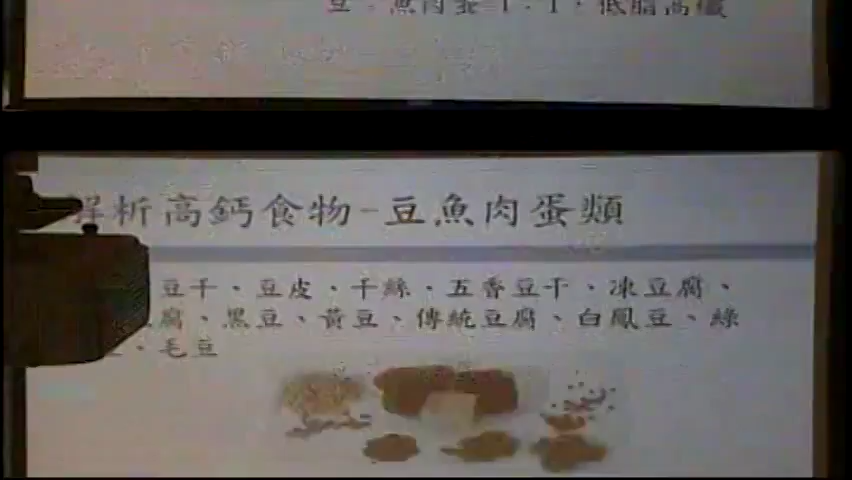 豆:魚肉蛋 1:1,低脂高纖
解析高鈣食物-豆魚肉蛋類
豆干、豆皮、干絲、五香豆干、凍豆腐、
腐、黑豆、黃豆、傳統豆腐、白鳳豆、綠
、毛豆